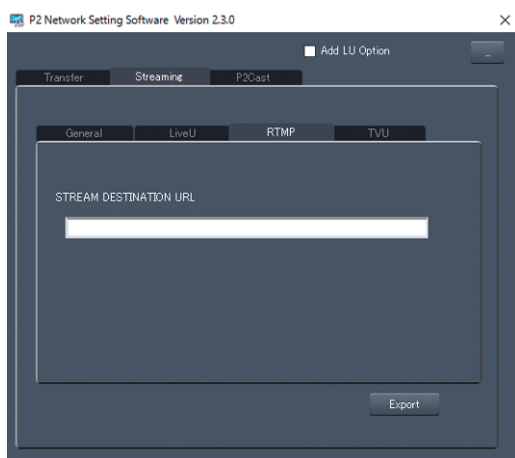 P2 Network Setting Software Version 2.3.0
Add LU Option
Transfer Streaming P2Cast
General LiveU RTMP TVU
STREAM DESTINATION URL
Export